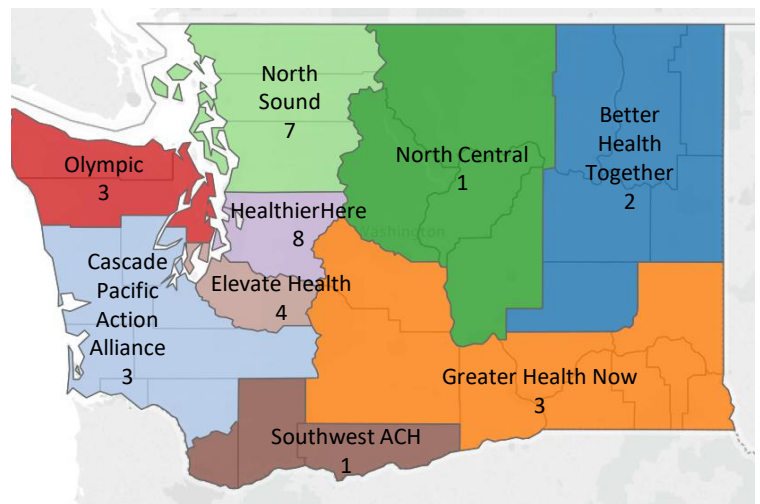 North
Sound
7
Olympic
3
North Central
1
Better
Health
Together
2
HealthierHere
8
Washington
Cascade
Pacific
Action
Alliance
3
Elevate Health
4
Greater Health Now
3
Southwest ACH
1